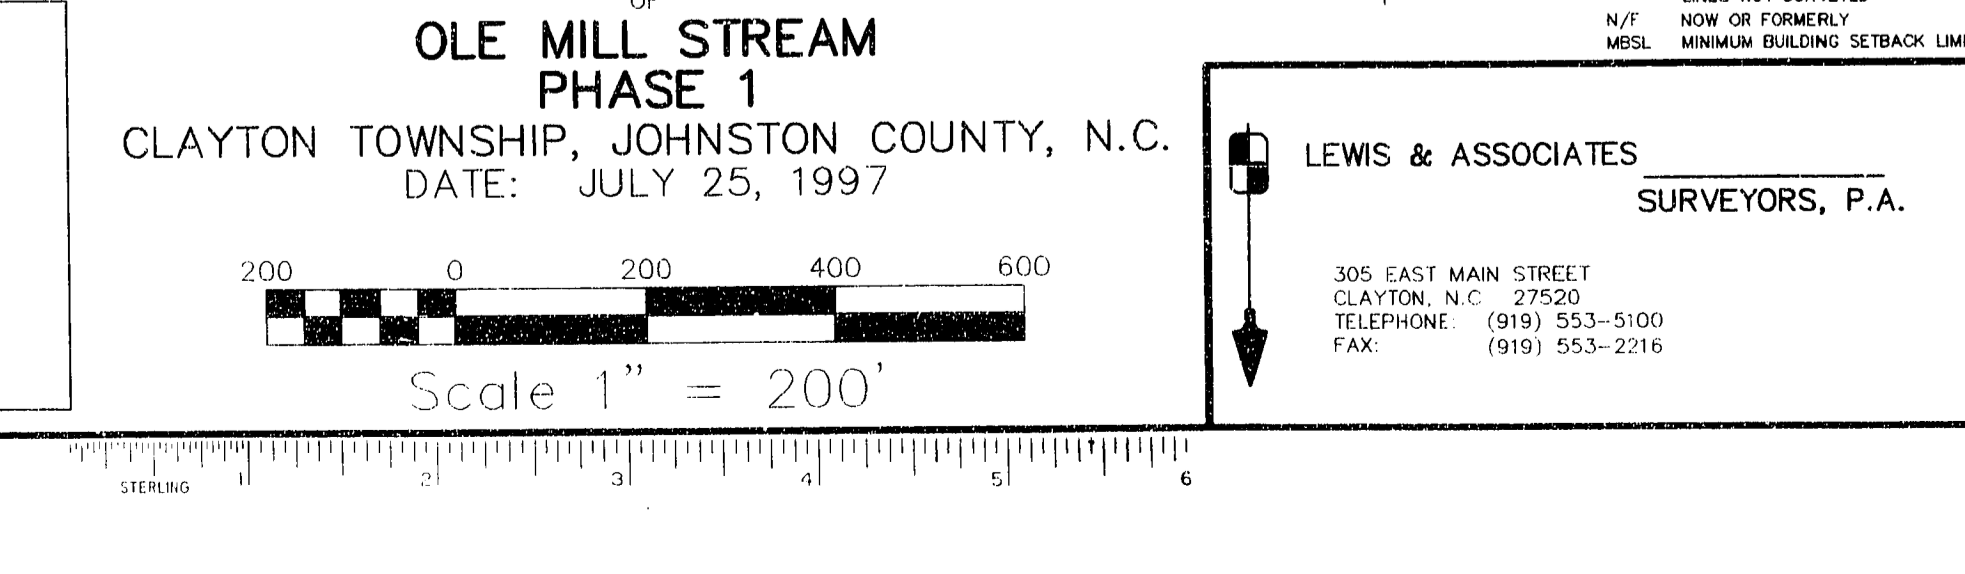 OF
OLE MILL STREAM
PHASE 1
CLAYTON TOWNSHIP, JOHNSTON COUNTY, N.C.
DATE: JULY 25, 1997
200 0 200 400 600
Scale 1" = 200'
N/F NOW OR FORMERLY
MBSL MINIMUM BUILDING SETBACK
LEWIS & ASSOCIATES
SURVEYORS, P.A.
305 EAST MAIN STREET
CLAYTON, N.C 27520
TELEPHONE: (919) 553-5100
FAX: (919) 553-2216
STERLING 1 2 3 4 5 6